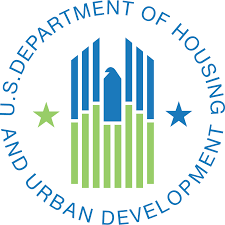 U.S. DEPARTMENT OF HOUSING
AND URBAN DEVELOPMENT